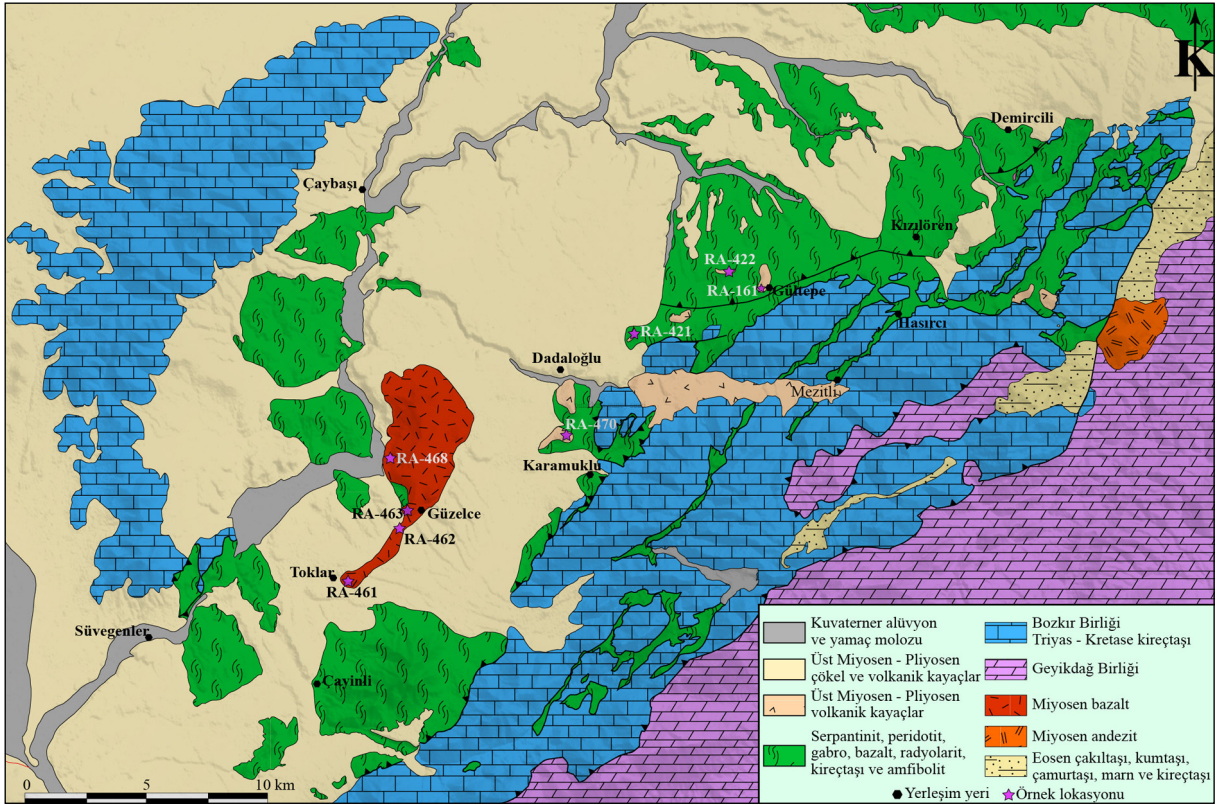 K
Demircili
Çaybaşı
Kızılören
RA-422
RA-161
Gültepe
Hasırcı
RA-421
Dadaloğlu
Mezitli
RA-470
RA-468
Karamuklu
RA-463
Güzelce
RA-462
Toklar
RA-461
Süvegenler
Çayinli
0 5 10 km
Kuvaterner alüvyon
ve yamaç molozu
Üst Miyosen - Pliyosen
çökel ve volkanik kayaçlar
Üst Miyosen - Pliyosen
volkanik kayaçlar
Serpantinit, peridotit,
gabro, bazalt, radyolarit,
kireçtaşı ve amfibolit
Bozkır Birliği
Triyas - Kretase kireçtaşı
Geyikdağ Birliği
Miyosen bazalt
Miyosen andezit
Eosen çakıltaşı, kumtaşı,
çamurtaşı, marn ve kireçtaşı
Yerleşim yeri
Örnek lokasyonu